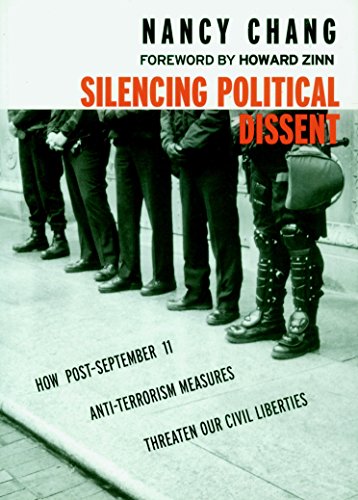 NANCY CHANG
FOREWORD BY HOWARD ZINN
SILENCING POLITICAL
DISSENT
HOW POST-SEPTEMBER 11
ANTI-TERRORISM MEASURES
THREATEN OUR CIVIL LIBERTIES